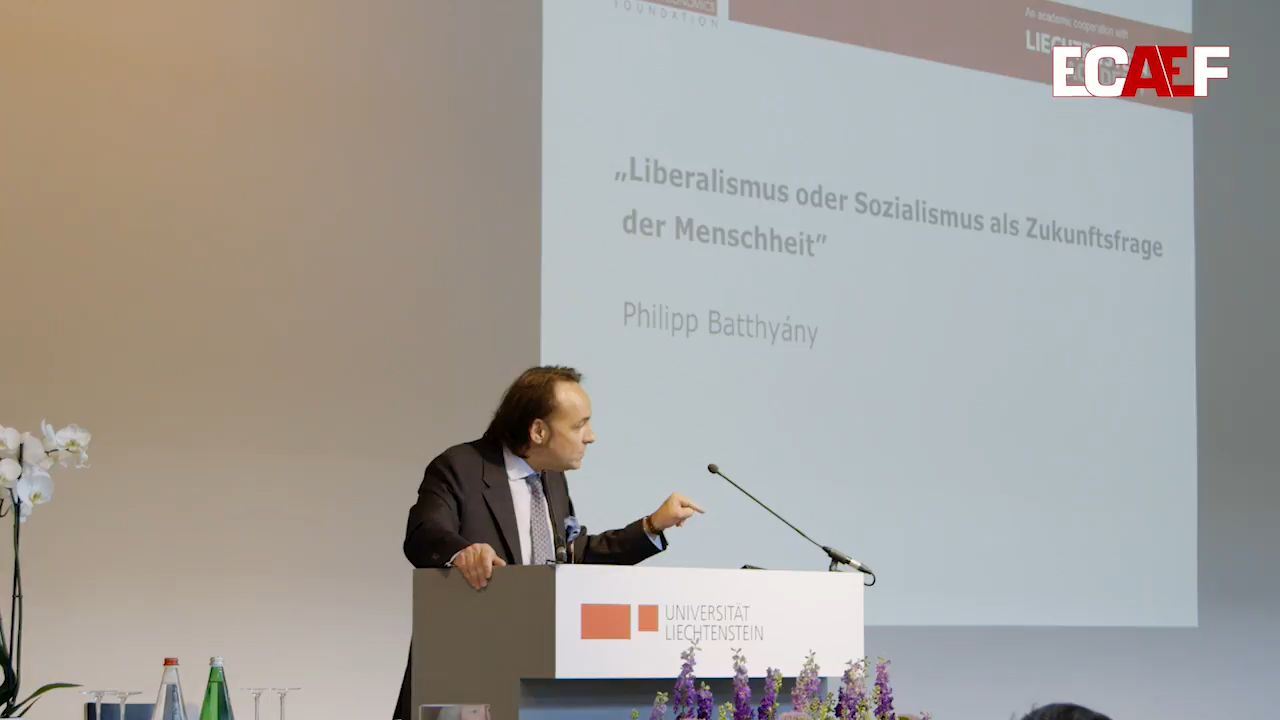 FOUNDATION
An academic cooperation with
ECAEF
„Liberalismus oder Sozialismus als Zukunftsfrage
der Menschheit”
Philipp Batthyány
UNIVERSITÄT
LIECHTENSTEIN